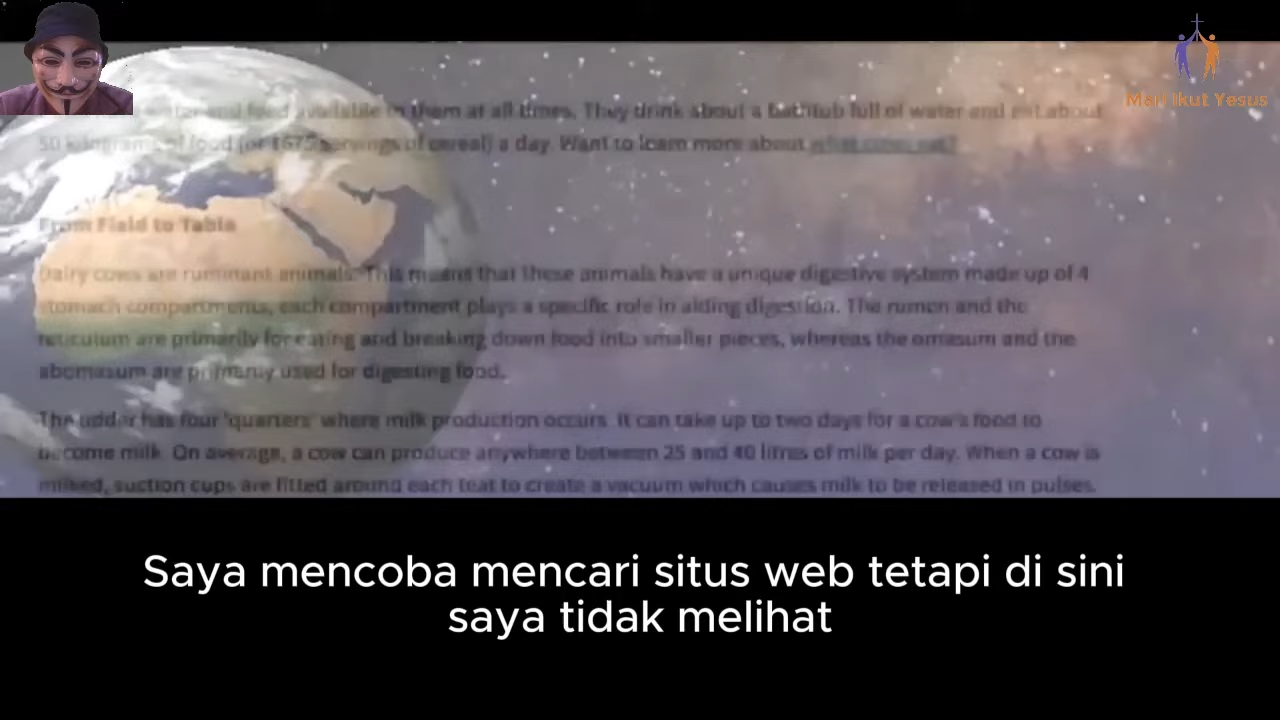 Mari Ikut Yesus
and feed available to them at all times. They drink about a bathtub full of water and eat about
50 kilograms of food (or 1675 servings of cereal) a day. Want to learn more about what cows eat?
From Field to Table
Dairy cows are ruminant animals. This means that these animals have a unique digestive system made up of 4
stomach compartments, each compartment plays a specific role in aiding digestion. The rumen and the
reticulum are primarily for eating and breaking down food into smaller pieces, whereas the omasum and the
abomasum are primarily used for digesting food.
The udder has four 'quarters' where milk production occurs. It can take up to two days for a cow's food to
become milk. On average, a cow can produce anywhere between 25 and 40 litres of milk per day. When a cow is
milked, suction cups are fitted around each teat to create a vacuum which causes milk to be released in pulses.
Saya mencoba mencari situs web tetapi di sini
saya tidak melihat